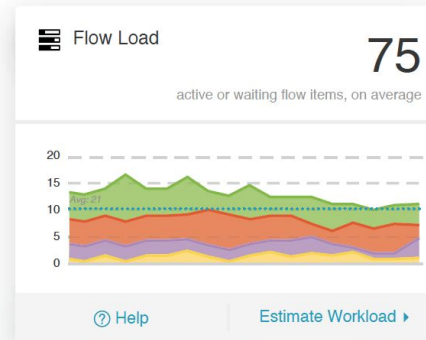 Flow Load
75
active or waiting flow items, on average
20
15
Avg: 21
10
5
0
? Help
Estimate Workload